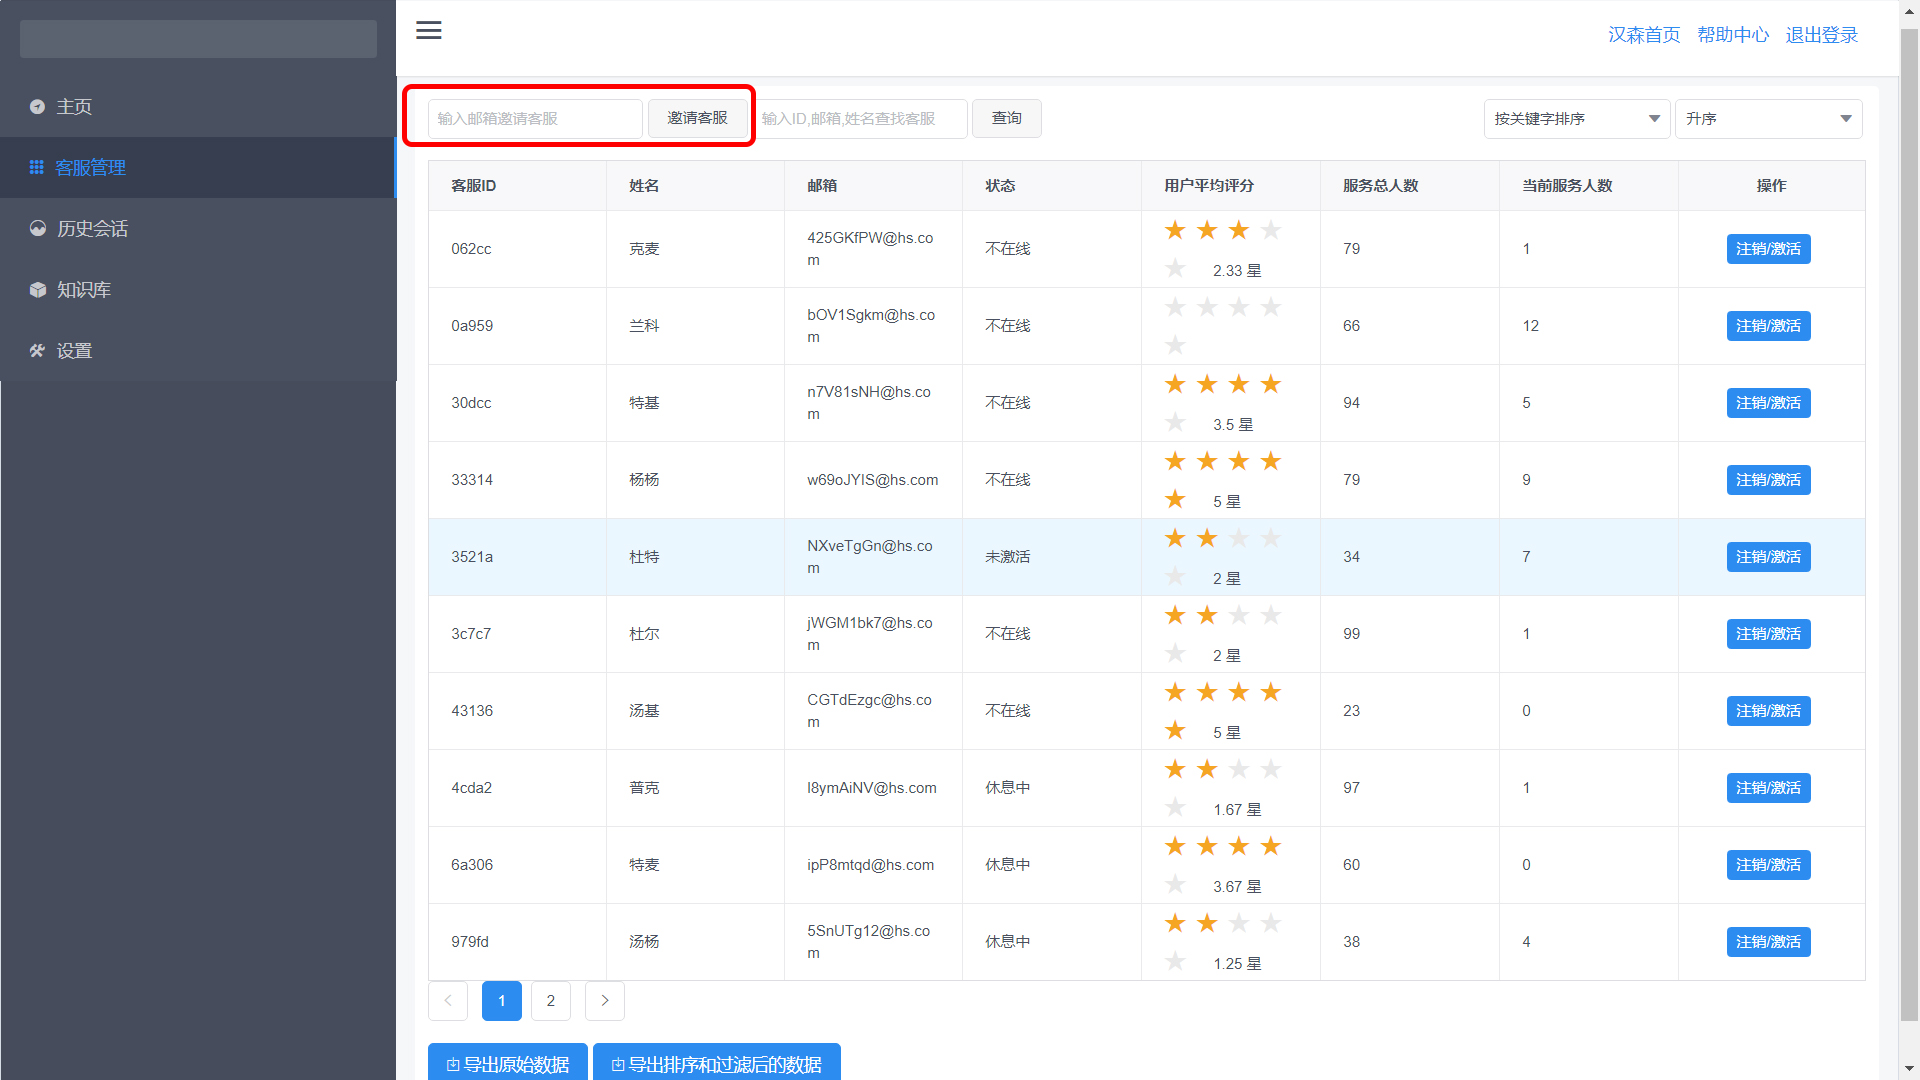 汉森首页 帮助中心 退出登录
主页
客服管理
历史会话
知识库
设置
输入邮箱邀请客服 邀请客服 输入ID,邮箱,姓名查找客服 查询 按关键字排序 升序
客服ID 姓名 邮箱 状态 用户平均评分 服务总人数 当前服务人数 操作
062cc 克麦 425GKfPW@hs.co
m 不在线 2.33 星 79 1 注销/激活
0a959 兰科 bOV1Sgkm@hs.co
m 不在线 66 12 注销/激活
30dcc 特基 n7V81sNH@hs.co
m 不在线 3.5 星 94 5 注销/激活
33314 杨杨 w69oJYIS@hs.com 不在线 5 星 79 9 注销/激活
3521a 杜特 NXveTgGn@hs.co
m 未激活 2 星 34 7 注销/激活
3c7c7 杜尔 jWGM1bk7@hs.co
m 不在线 2 星 99 1 注销/激活
43136 汤基 CGTdEzgc@hs.co
m 不在线 5 星 23 0 注销/激活
4cda2 普克 l8ymAiNV@hs.com 休息中 1.67 星 97 1 注销/激活
6a306 特麦 ipP8mtqd@hs.com 休息中 3.67 星 60 0 注销/激活
979fd 汤杨 5SnUTg12@hs.co
m 休息中 1.25 星 38 4 注销/激活
1 2
导出原始数据 导出排序和过滤后的数据